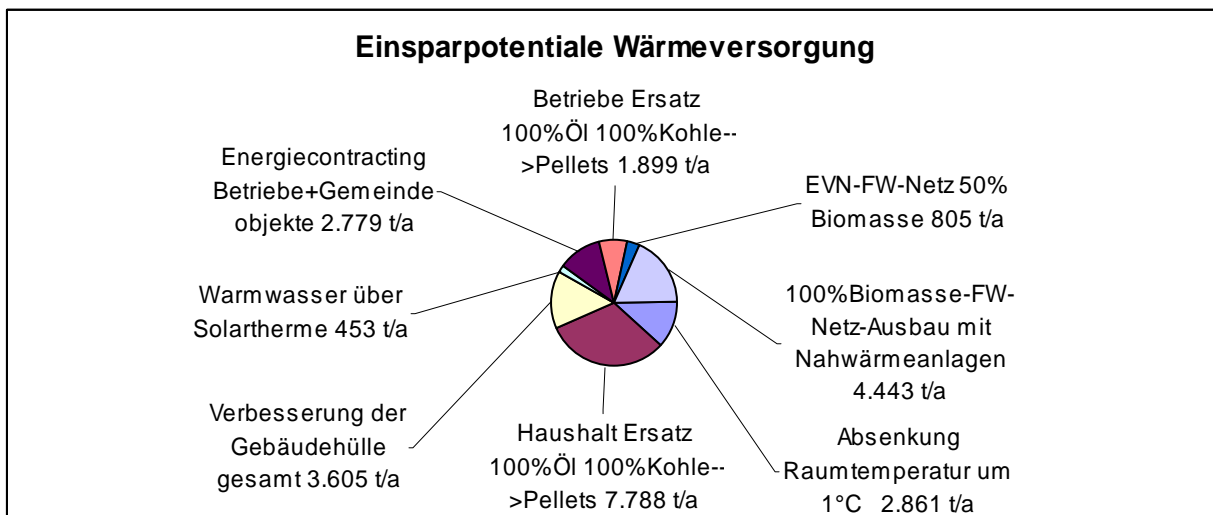 Einsparpotentiale Wärmeversorgung
Betriebe Ersatz
100%Öl 100%Kohle--
>Pellets 1.899 t/a
EVN-FW-Netz 50%
Biomasse 805 t/a
100%Biomasse-FW-
Netz-Ausbau mit
Nahwärmeanlagen
4.443 t/a
Absenkung
Raumtemperatur um
1°C 2.861 t/a
Haushalt Ersatz
100%Öl 100%Kohle--
>Pellets 7.788 t/a
Verbesserung der
Gebäudehülle
gesamt 3.605 t/a
Warmwasser über
Solartherme 453 t/a
Energiecontracting
Betriebe+Gemeinde
objekte 2.779 t/a